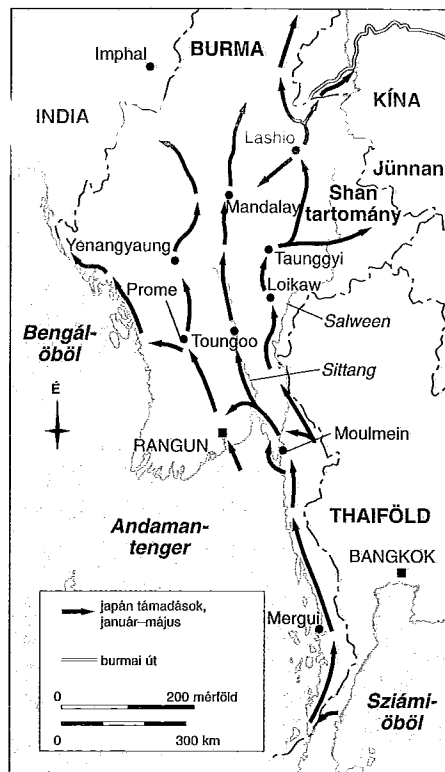 BURMA
Imphal
KÍNA
INDIA
Lashio
Jünnan
Shan
tartomány
Mandalay
Yenangyaung
Taunggyi
Loikaw
Prome
Salween
Bengál-
öböl
Toungoo
Sittang
É
RANGUN
Moulmein
THAIFÖLD
Andaman-
tenger
BANGKOK
japán támadások,
január–május
Mergui
burmai út
0 200 mérföld
Sziámi-
öböl
0 300 km